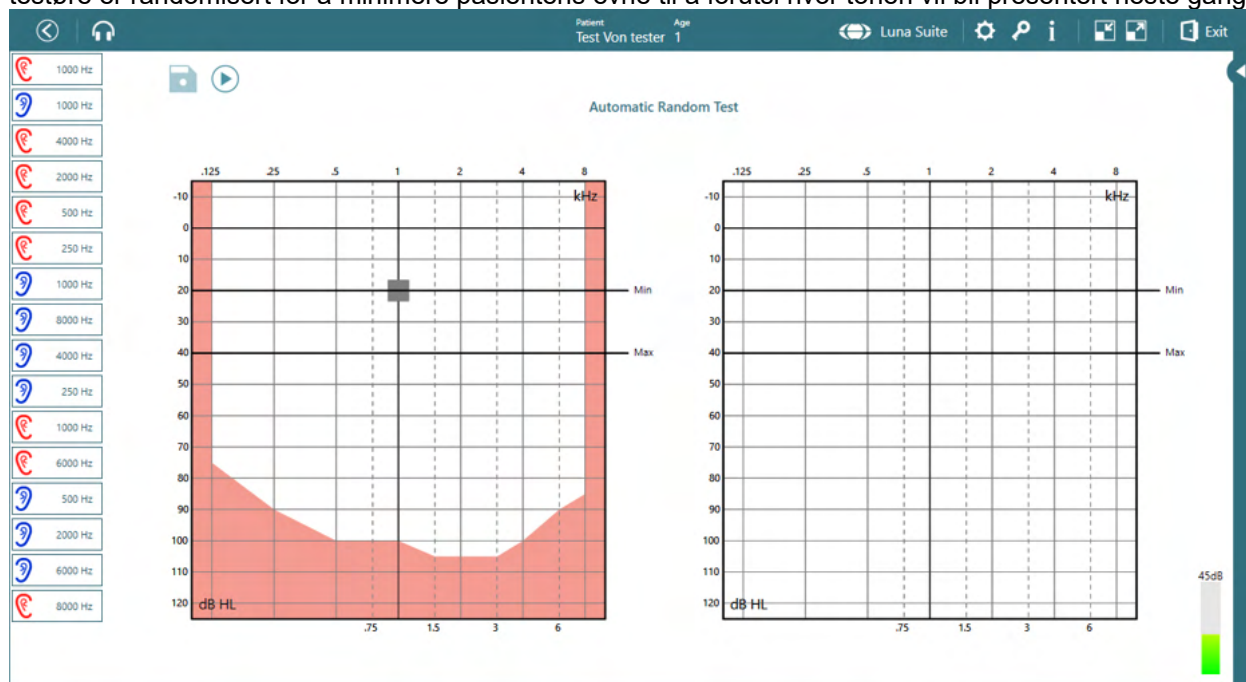 testøre er randomisert for å minimere pasientens evne til å forutsi hvor tonen vil bli presentert neste gang
Patient Age
Test Von tester 1
Luna Suite
i
Exit
1000 Hz
1000 Hz
4000 Hz
2000 Hz
500 Hz
250 Hz
1000 Hz
8000 Hz
4000 Hz
250 Hz
1000 Hz
6000 Hz
500 Hz
2000 Hz
6000 Hz
8000 Hz
Automatic Random Test
.125 .25 .5 1 2 4 8
kHz
-10
0
10
20
Min
30
40
Max
50
60
70
80
90
100
110
120
dB HL
.75 1.5 3 6
.125 .25 .5 1 2 4 8
kHz
-10
0
10
20
Min
30
40
Max
50
60
70
80
90
100
110
120
dB HL
.75 1.5 3 6
45dB